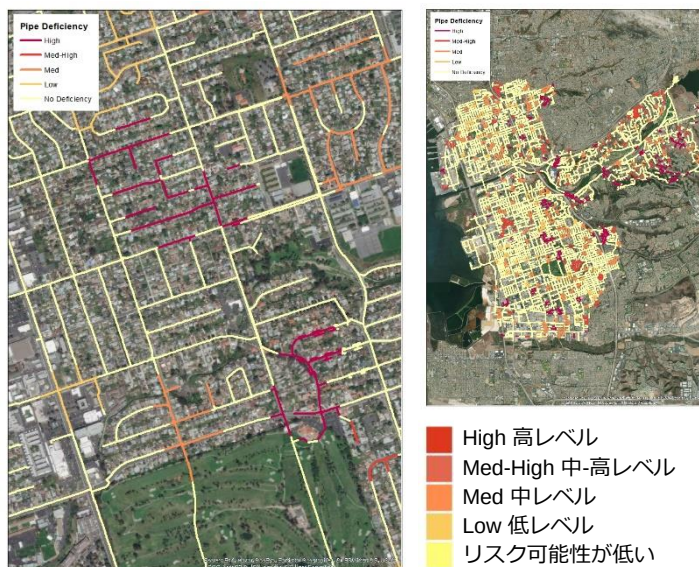 Pipe Deficiency
High
Med-High
Med
Low
No Deficiency
Pipe Deficiency
High
Med-High
Med
Low
No Deficiency
High 高レベル
Med-High 中-高レベル
Med 中レベル
Low 低レベル
リスク可能性が低い